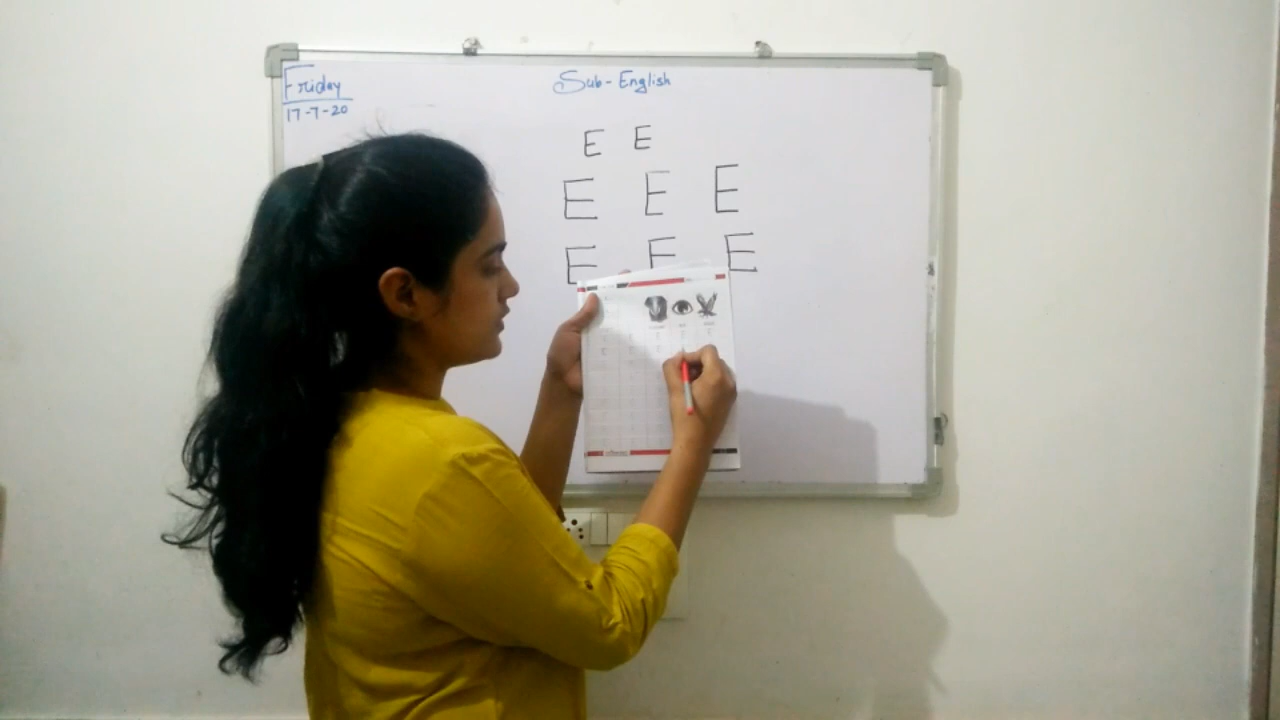 Friday
17-7-20
Sub- English
E E
E E E
E E E